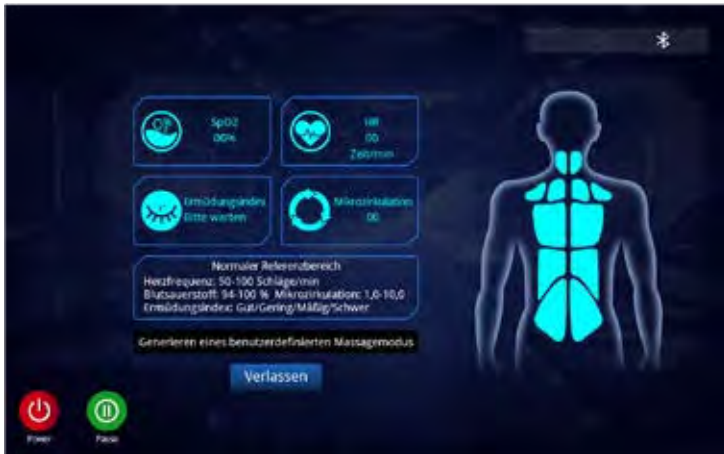 SpO2
00%
HR
00
Zeit/min
Ermüdungsindex
Bitte warten
Mikrozirkulation
00
Normaler Referenzbereich
Herzfrequenz: 50-100 Schläge/min
Blutsauerstoff: 94-100 % Mikrozirkulation: 1,0-10,0
Ermüdungsindex: Gut/Gering/Mäßig/Schwer
Generieren eines benutzerdefinierten Massagemodus
Verlassen
Power
Pause